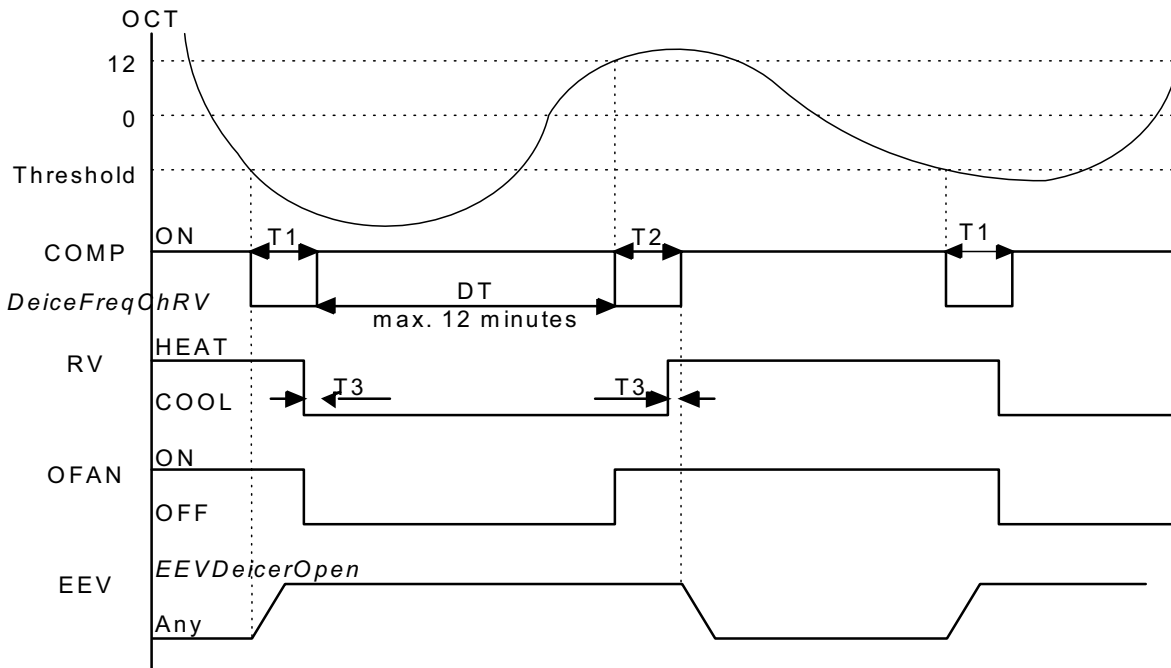 OCT
12
0
Threshold
ON
T1
T2
T1
COMP
DeiceFreqChRV
DT
max. 12 minutes
HEAT
RV
T3
T3
COOL
ON
OFAN
OFF
EEVDeicerOpen
EEV
Any